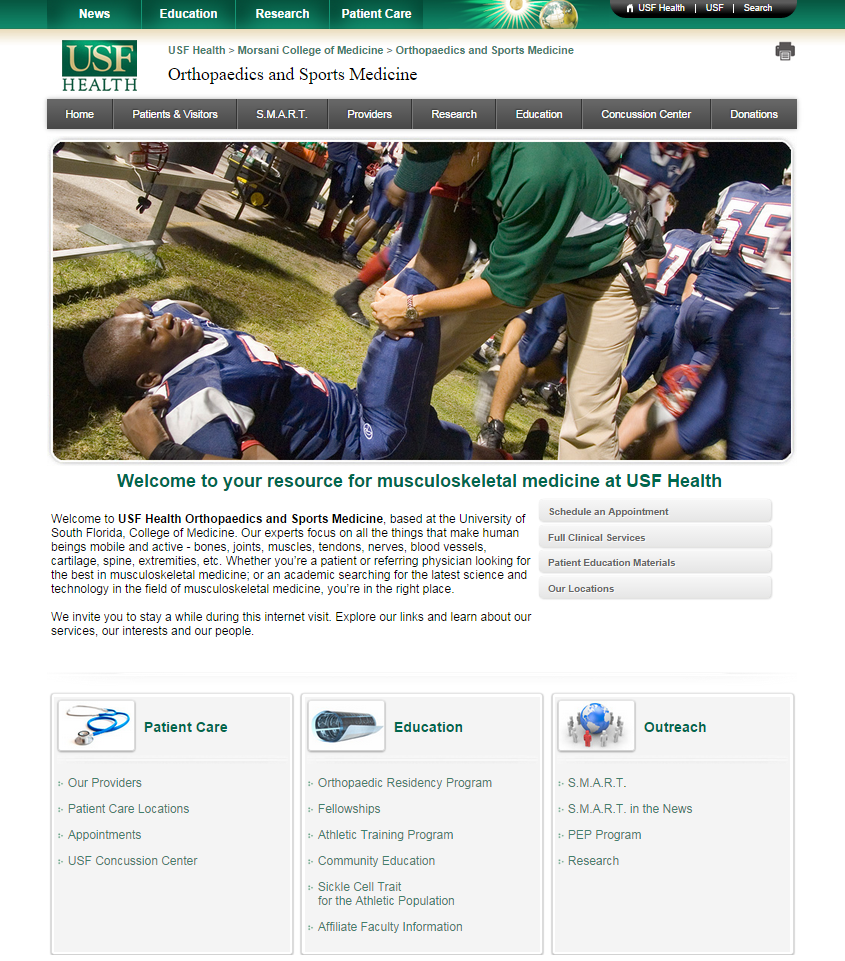 News Education Research Patient Care
USF Health | USF | Search
USF
HEALTH
USF Health > Morsani College of Medicine > Orthopaedics and Sports Medicine
Orthopaedics and Sports Medicine
Home Patients & Visitors S.M.A.R.T. Providers Research Education Concussion Center Donations
55
7
Welcome to your resource for musculoskeletal medicine at USF Health
Welcome to USF Health Orthopaedics and Sports Medicine, based at the University of
South Florida, College of Medicine. Our experts focus on all the things that make human
beings mobile and active - bones, joints, muscles, tendons, nerves, blood vessels,
cartilage, spine, extremities, etc. Whether you're a patient or referring physician looking for
the best in musculoskeletal medicine; or an academic searching for the latest science and
technology in the field of musculoskeletal medicine, you're in the right place.
We invite you to stay a while during this internet visit. Explore our links and learn about our
services, our interests and our people.
Schedule an Appointment
Full Clinical Services
Patient Education Materials
Our Locations
Patient Care
Our Providers
Patient Care Locations
Appointments
USF Concussion Center
Education
Orthopaedic Residency Program
Fellowships
Athletic Training Program
Community Education
Sickle Cell Trait
for the Athletic Population
Affiliate Faculty Information
Outreach
S.M.A.R.T.
S.M.A.R.T. in the News
PEP Program
Research